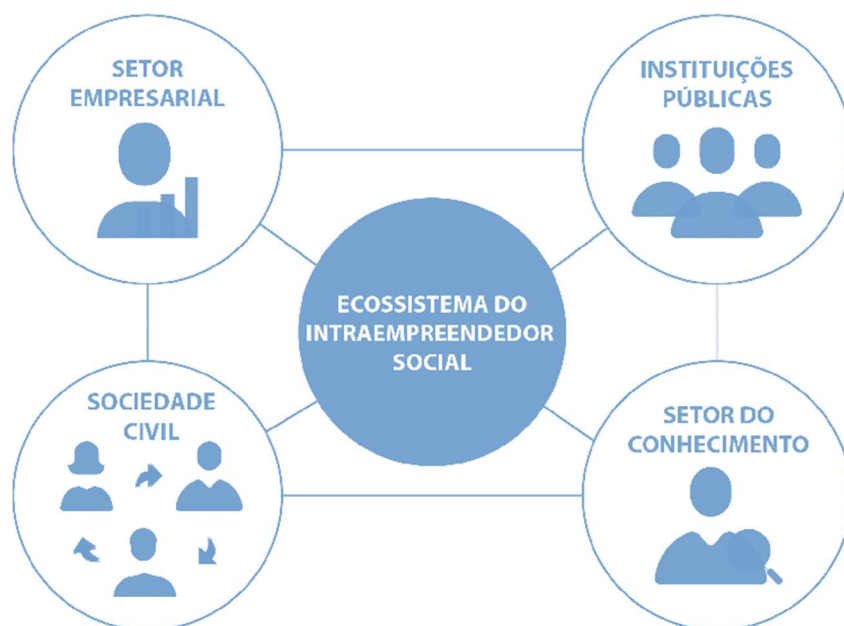 SETOR
EMPRESARIAL
INSTITUIÇÕES
PÚBLICAS
ECOSSISTEMA DO
INTRAEMPREENDEDOR
SOCIAL
SOCIEDADE
CIVIL
SETOR DO
CONHECIMENTO